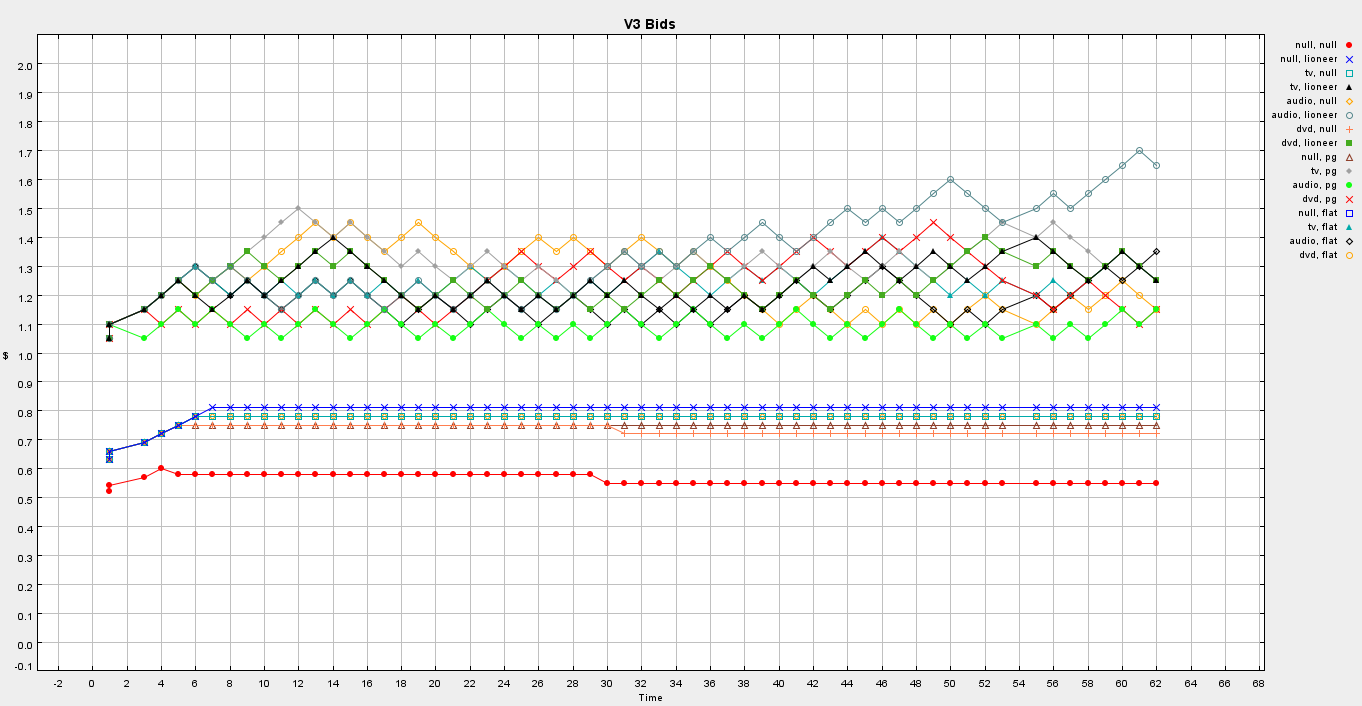 V3 Bids
null, null
null, lioneer
tv, null
tv, lioneer
audio, null
audio, lioneer
dvd, null
dvd, lioneer
null, pg
tv, pg
audio, pg
dvd, pg
null, flat
tv, flat
audio, flat
dvd, flat
2.0
1.9
1.8
1.7
1.6
1.5
1.4
1.3
1.2
1.1
1.0
$
0.9
0.8
0.7
0.6
0.5
0.4
0.3
0.2
0.1
0.0
-0.1
-2 0 2 4 6 8 10 12 14 16 18 20 22 24 26 28 30 32 34 36 38 40 42 44 46 48 50 52 54 56 58 60 62 64 66 68
Time